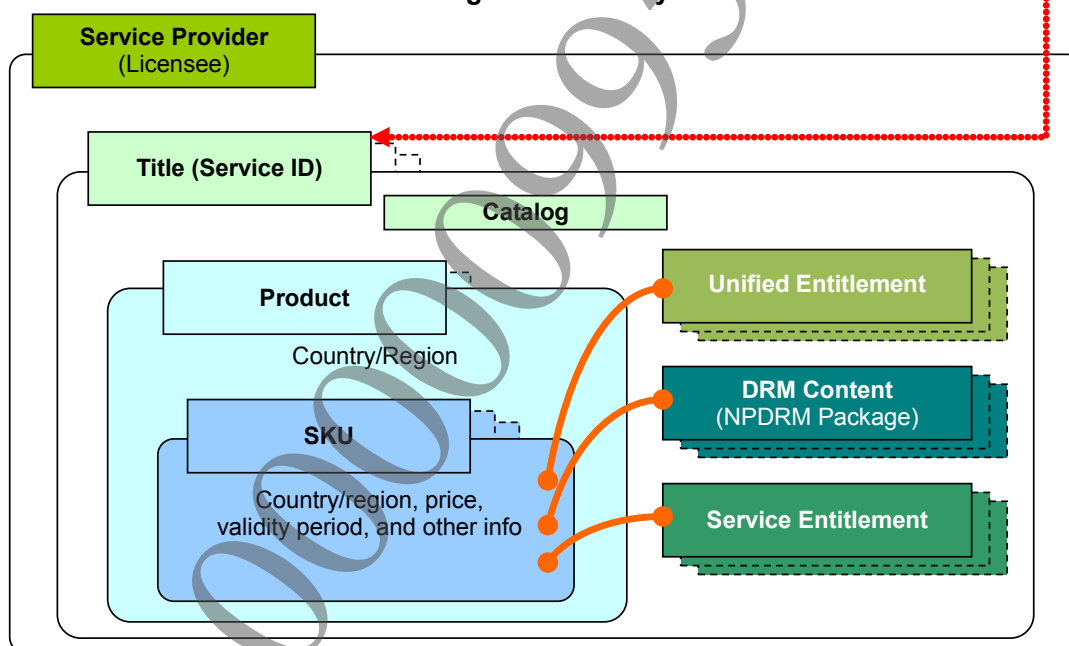 Service Provider
(Licensee)
Title (Service ID)
Catalog
Product
Country/Region
SKU
Country/region, price,
validity period, and other info
Unified Entitlement
DRM Content
(NPDRM Package)
Service Entitlement